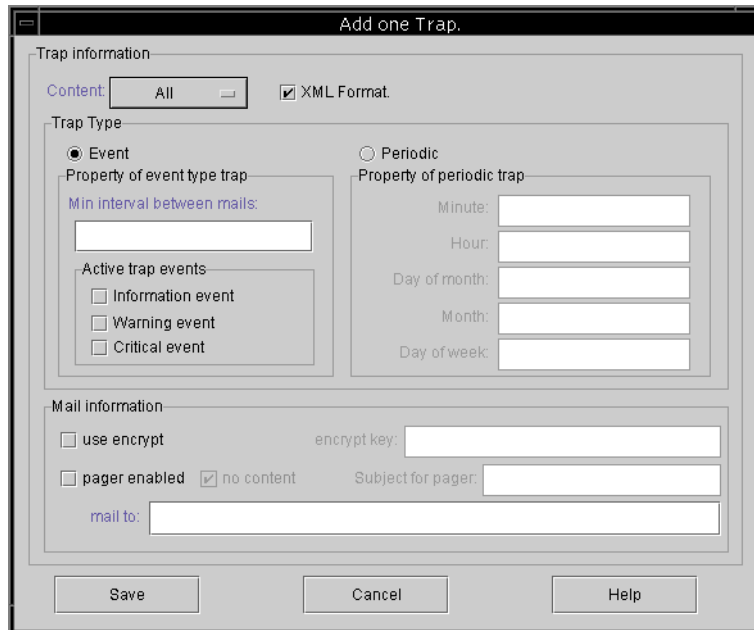 Add one Trap.
Trap information
Content: All XML Format.
Trap Type
Event Periodic
Property of event type trap
Min interval between mails:
Active trap events
Information event
Warning event
Critical event
Property of periodic trap
Minute:
Hour:
Day of month:
Month:
Day of week:
Mail information
use encrypt encrypt key:
pager enabled no content Subject for pager:
mail to:
Save Cancel Help